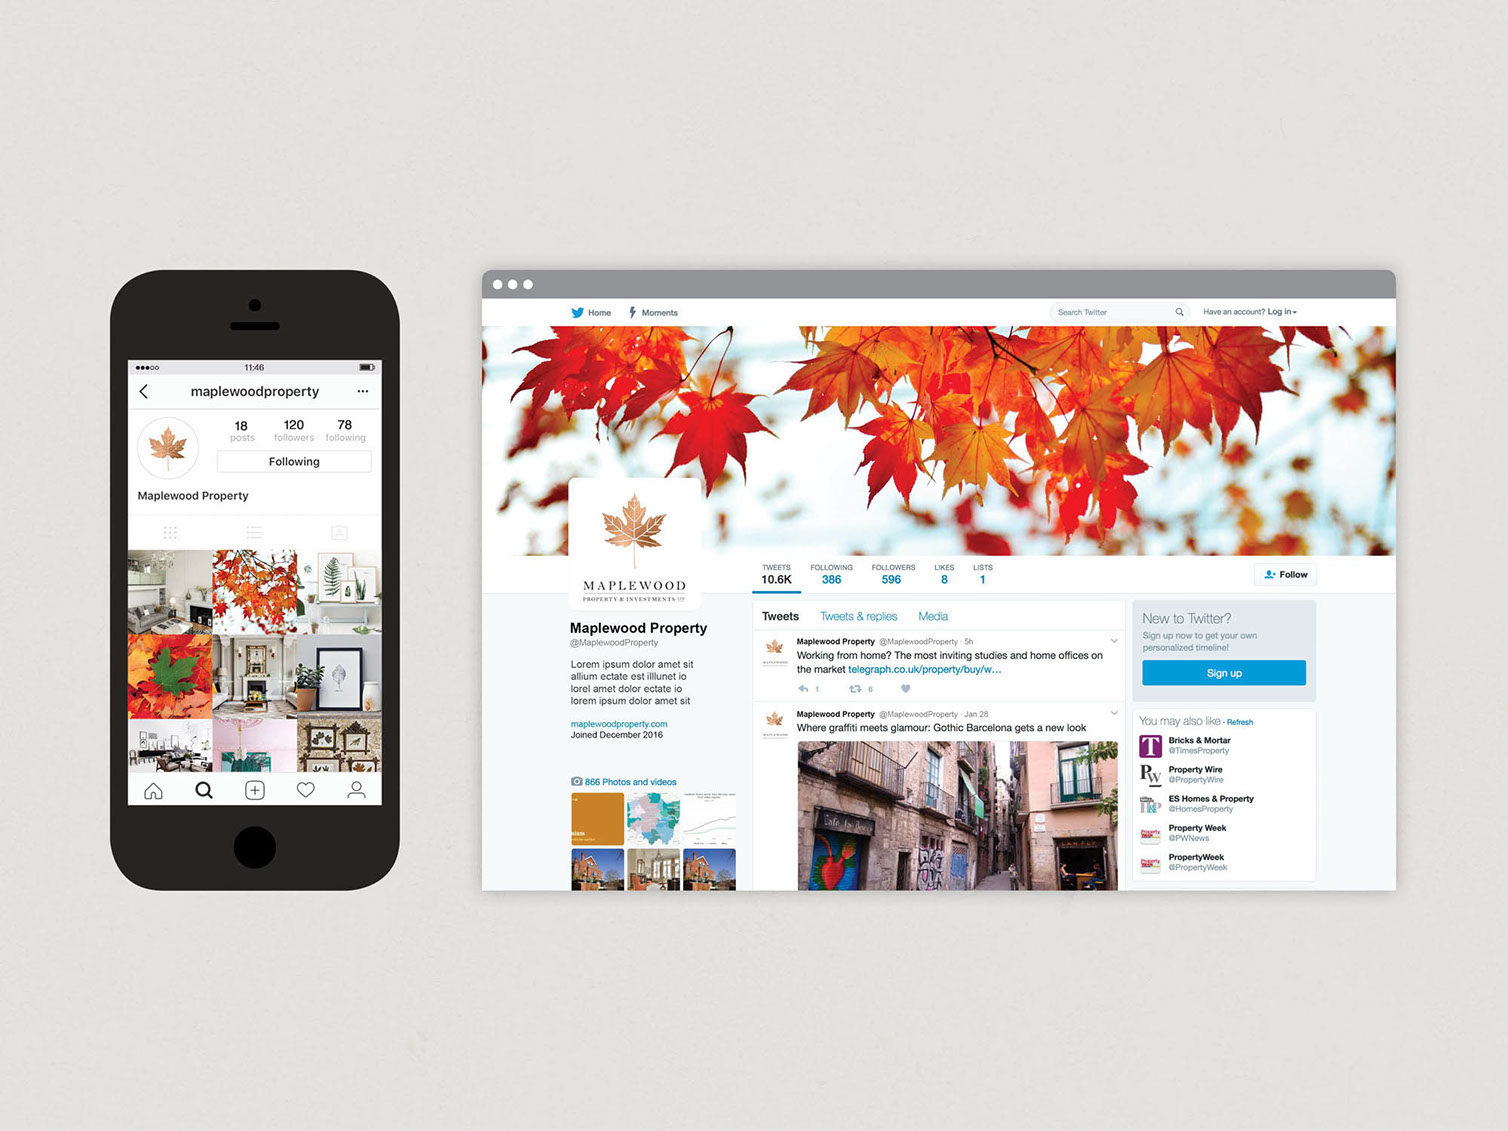 11:46
maplewoodproperty
18 120 78
posts followers following
Following
Maplewood Property
Home Moments
Search Twitter
Have an account? Log in
MAPLEWOOD
PROPERTY & INVESTMENTS LTD
TWEETS FOLLOWING FOLLOWERS LIKES LISTS
10.6K 386 596 8 1
Follow
Maplewood Property
@MaplewoodProperty
Lorem ipsum dolor amet sit
allium ectate est illlunet io
lorel amet dolor ectate io
lorem ipsum dolor amet sit
maplewoodproperty.com
Joined December 2016
866 Photos and videos
Tweets Tweets & replies Media
Maplewood Property @MaplewoodProperty · 5h
Working from home? The most inviting studies and home offices on
the market telegraph.co.uk/property/buy/w…
1 6
Maplewood Property @MaplewoodProperty · Jan 28
Where graffiti meets glamour: Gothic Barcelona gets a new look
New to Twitter?
Sign up now to get your own
personalized timeline!
Sign up
You may also like · Refresh
T
Bricks & Mortar
@TimesProperty
PW
Property Wire
@PropertyWire
ES Homes & Property
@HomesProperty
Property Week
@PWNews
PropertyWeek
@PropertyWeek